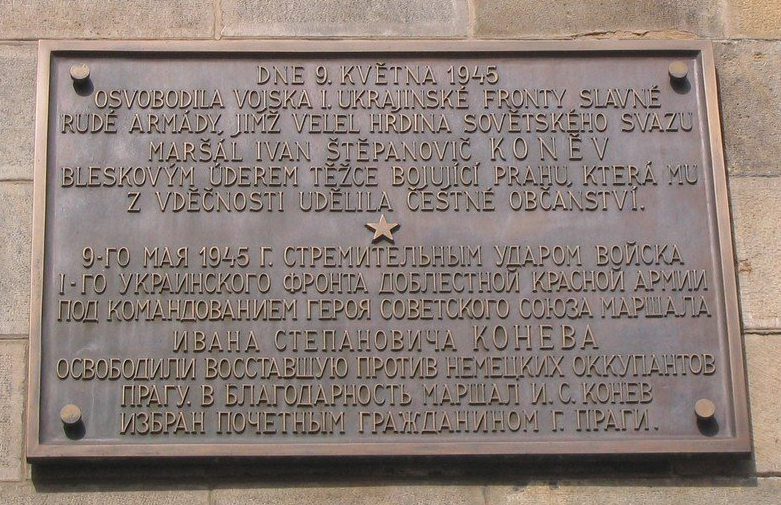 DNE 9. KVĚTNA 1945
OSVOBODILA VOJSKA I. UKRAJINSKÉ FRONTY SLAVNÉ
RUDÉ ARMÁDY, JIMŽ VELEL HRDINA SOVĚTSKÉHO SVAZU
MARŠÁL IVAN ŠTĚPANOVIČ KONĚV
BLESKOVÝM ÚDEREM TĚŽCE BOJUJÍCÍ PRAHU, KTERÁ MU
Z VDĚČNOSTI UDĚLILA ČESTNÉ OBČANSTVÍ.
9-ГО МАЯ 1945 Г. СТРЕМИТЕЛЬНЫМ УДАРОМ ВОЙСКА
I-ГО УКРАИНСКОГО ФРОНТА ДОБЛЕСТНОЙ КРАСНОЙ АРМИИ
ПОД КОМАНДОВАНИЕМ ГЕРОЯ СОВЕТСКОГО СОЮЗА МАРШАЛА
ИВАНА СТЕПАНОВИЧА КОНЕВА
ОСВОБОДИЛИ ВОССТАВШУЮ ПРОТИВ НЕМЕЦКИХ ОККУПАНТОВ
ПРАГУ. В БЛАГОДАРНОСТЬ МАРШАЛ И. С. КОНЕВ
ИЗБРАН ПОЧЕТНЫМ ГРАЖДАНИНОМ Г. ПРАГИ.